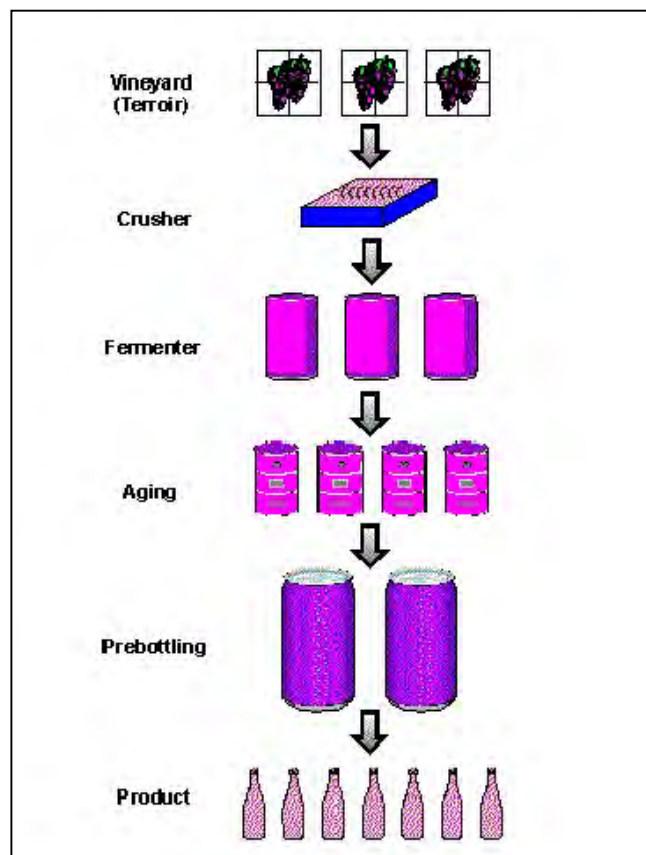 Vineyard
(Terroir)
Crusher
Fermenter
Aging
Prebottling
Product